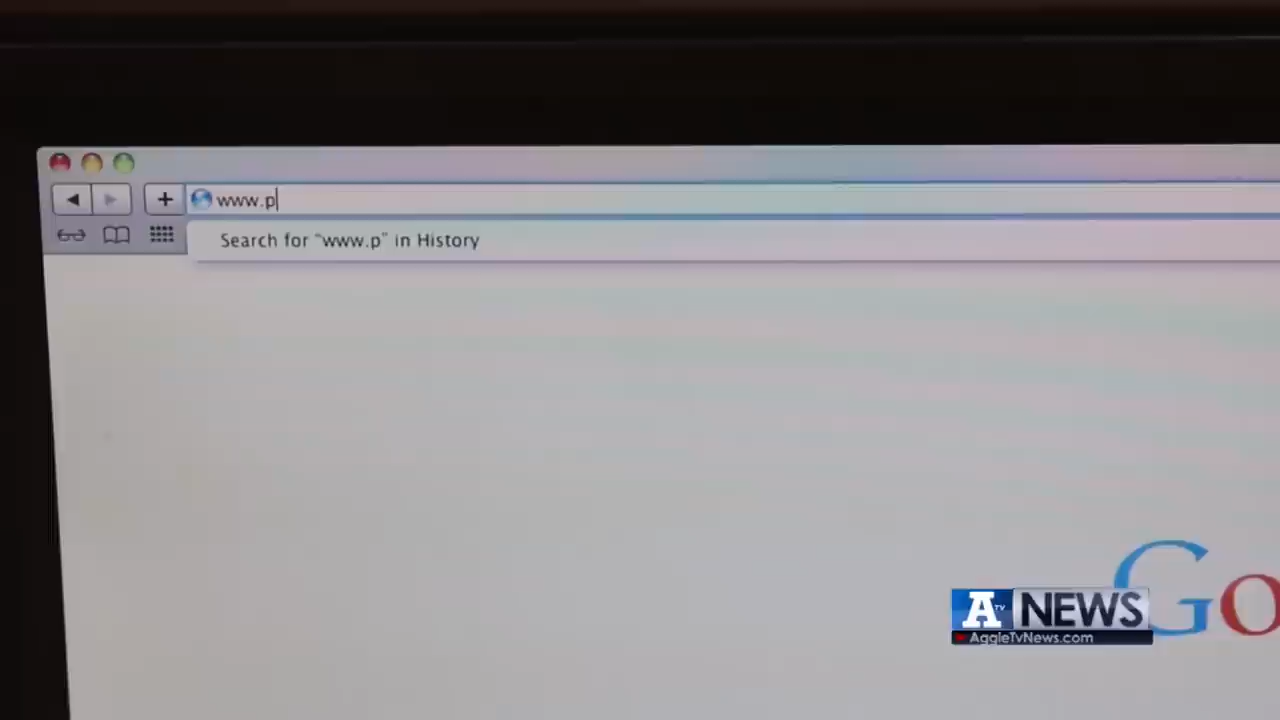 www.p
Search for “www.p” in History
Go
A TV NEWS
AggieTvNews.com